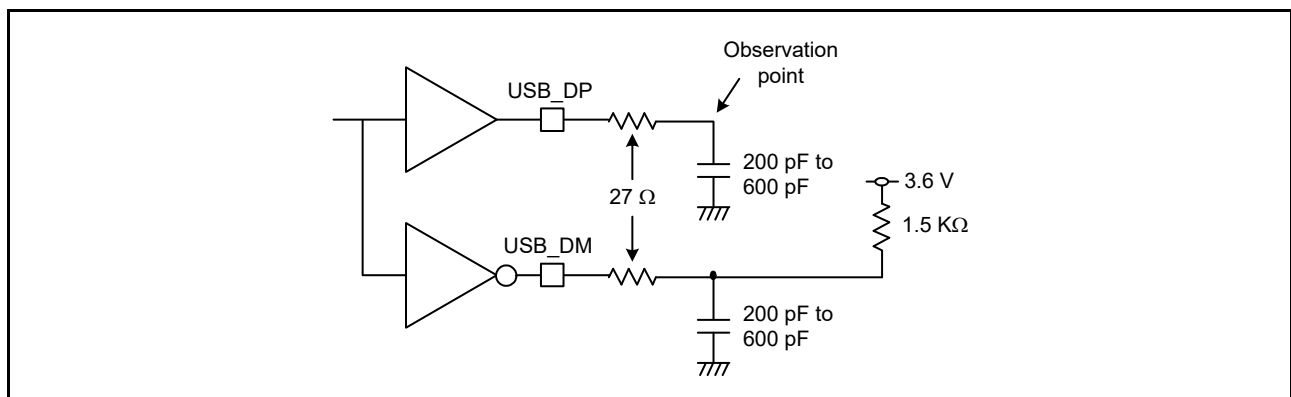 Observation
point
USB_DP
200 pF to
600 pF
27 Ω
3.6 V
1.5 KΩ
USB_DM
200 pF to
600 pF